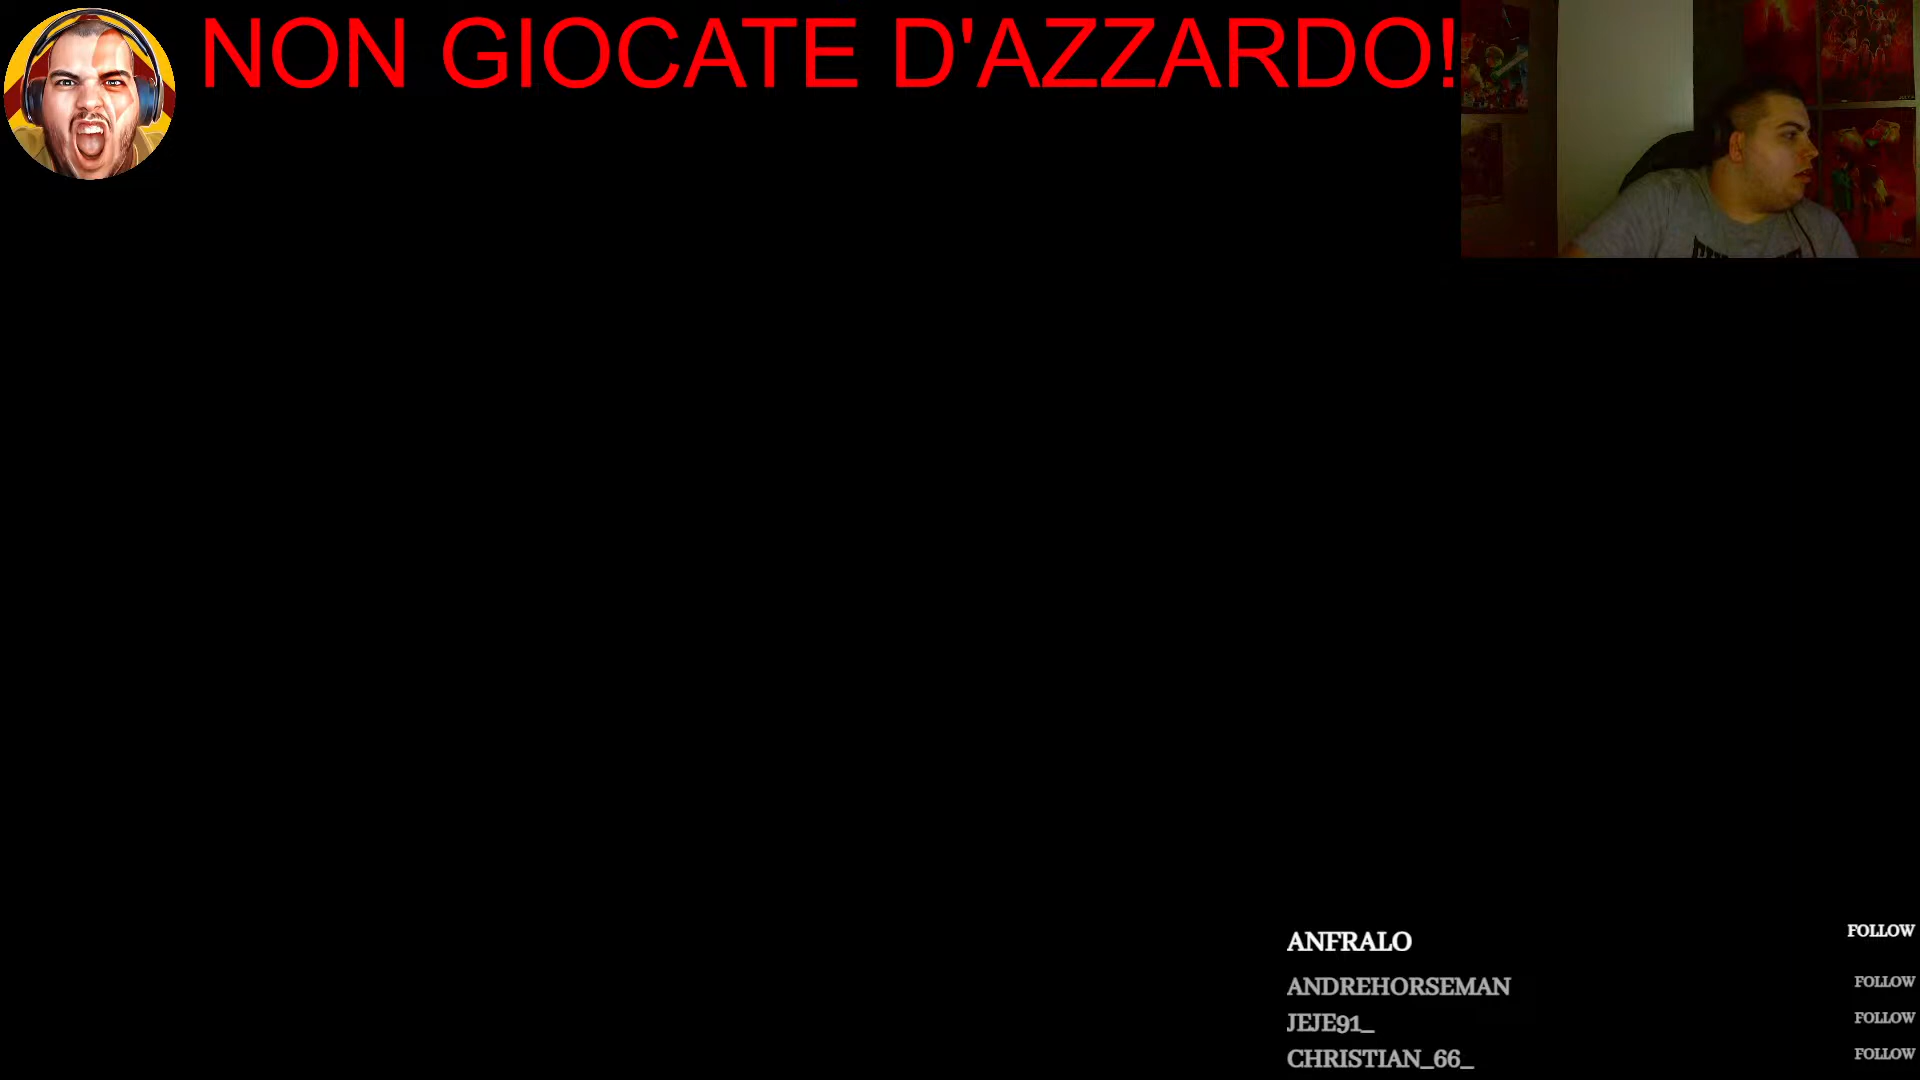 NON GIOCATE D'AZZARDO!
ANFRALO FOLLOW
ANDREHORSEMAN FOLLOW
JEJE91_ FOLLOW
CHRISTIAN_66_ FOLLOW